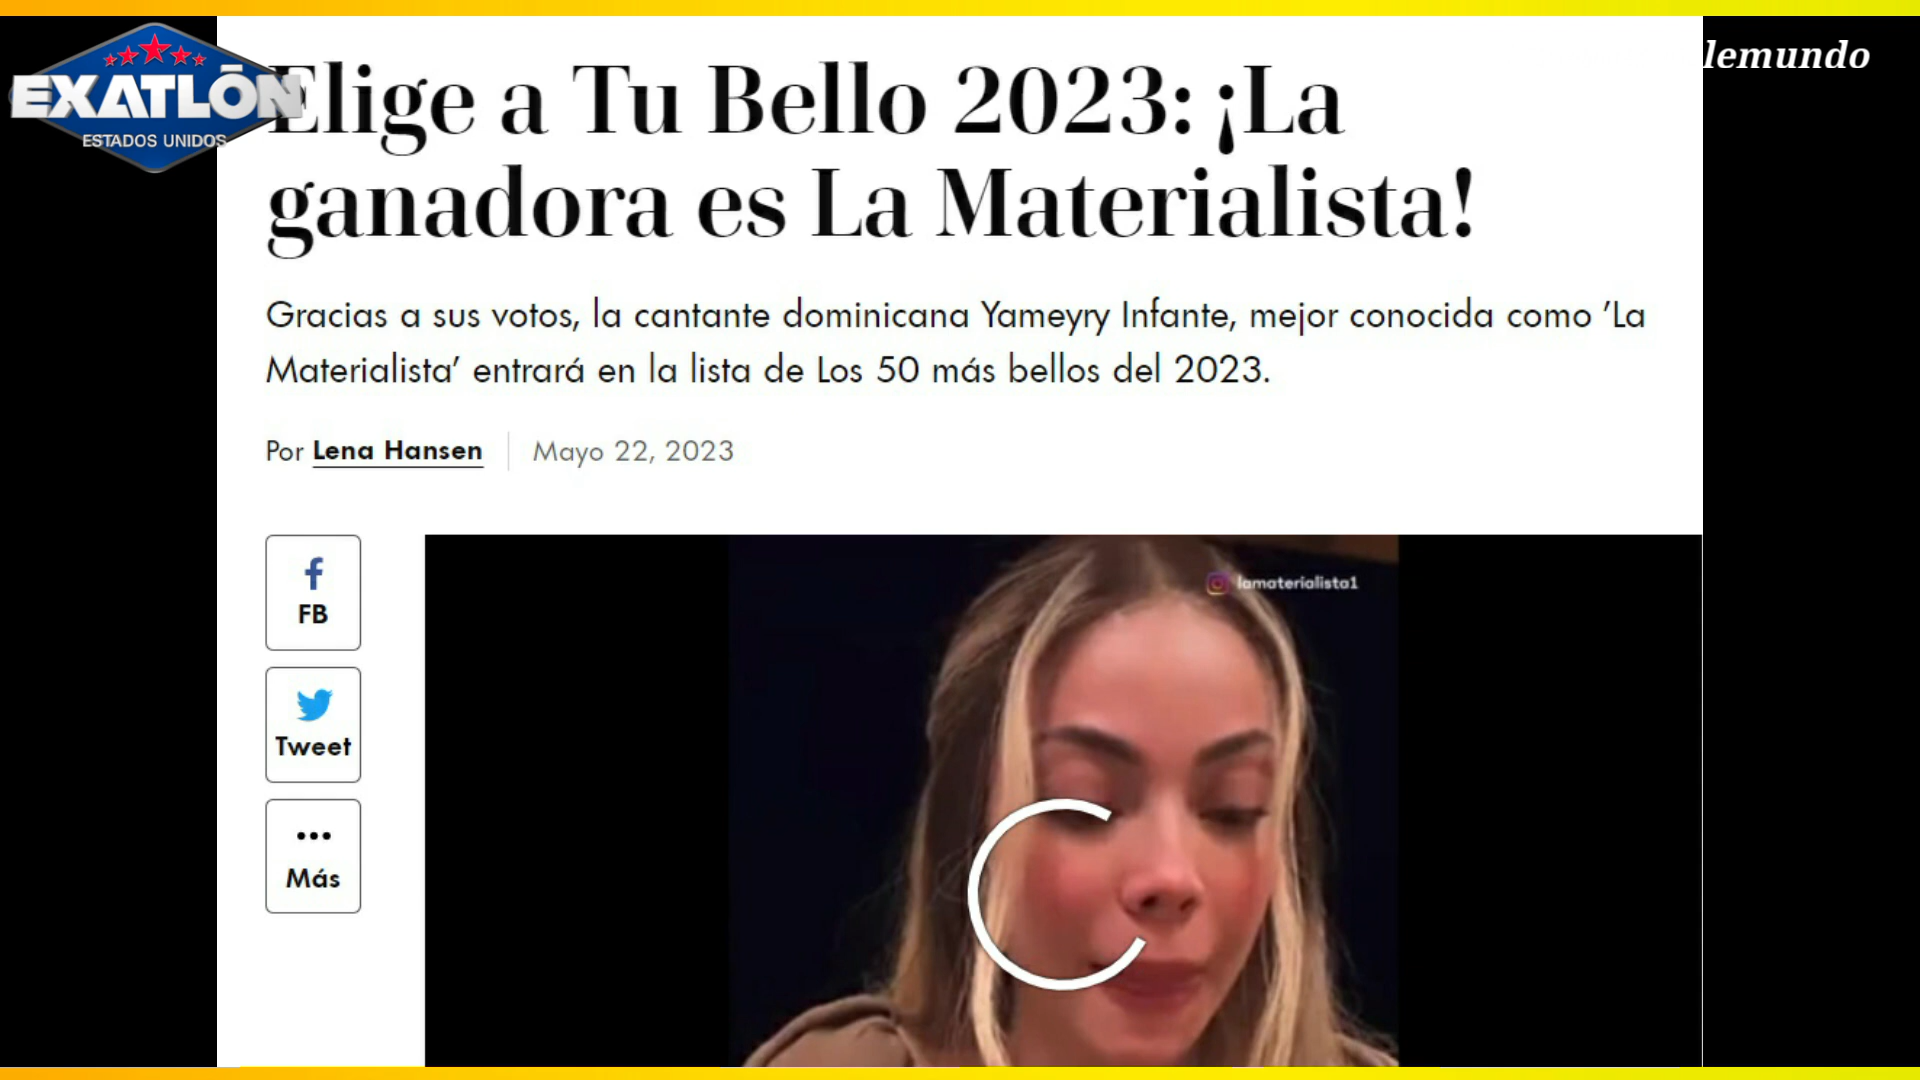 EXATLÓN
ESTADOS UNIDOS
lemundo
Elige a Tu Bello 2023: ¡La
ganadora es La Materialista!
Gracias a sus votos, la cantante dominicana Yameyry Infante, mejor conocida como ‘La
Materialista’ entrará en la lista de Los 50 más bellos del 2023.
Por Lena Hansen
Mayo 22, 2023
FB
Tweet
Más
lamaterialista1